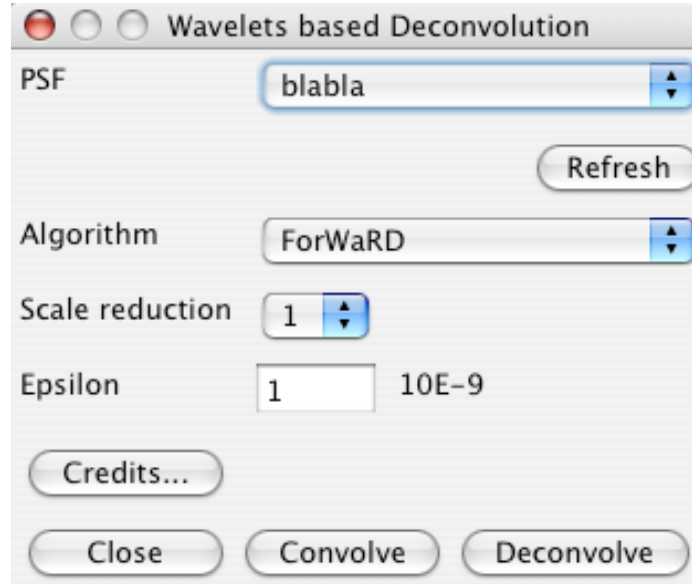 Wavelets based Deconvolution
PSF blabla
Refresh
Algorithm ForWaRD
Scale reduction 1
Epsilon 1 10E-9
Credits...
Close Convolve Deconvolve